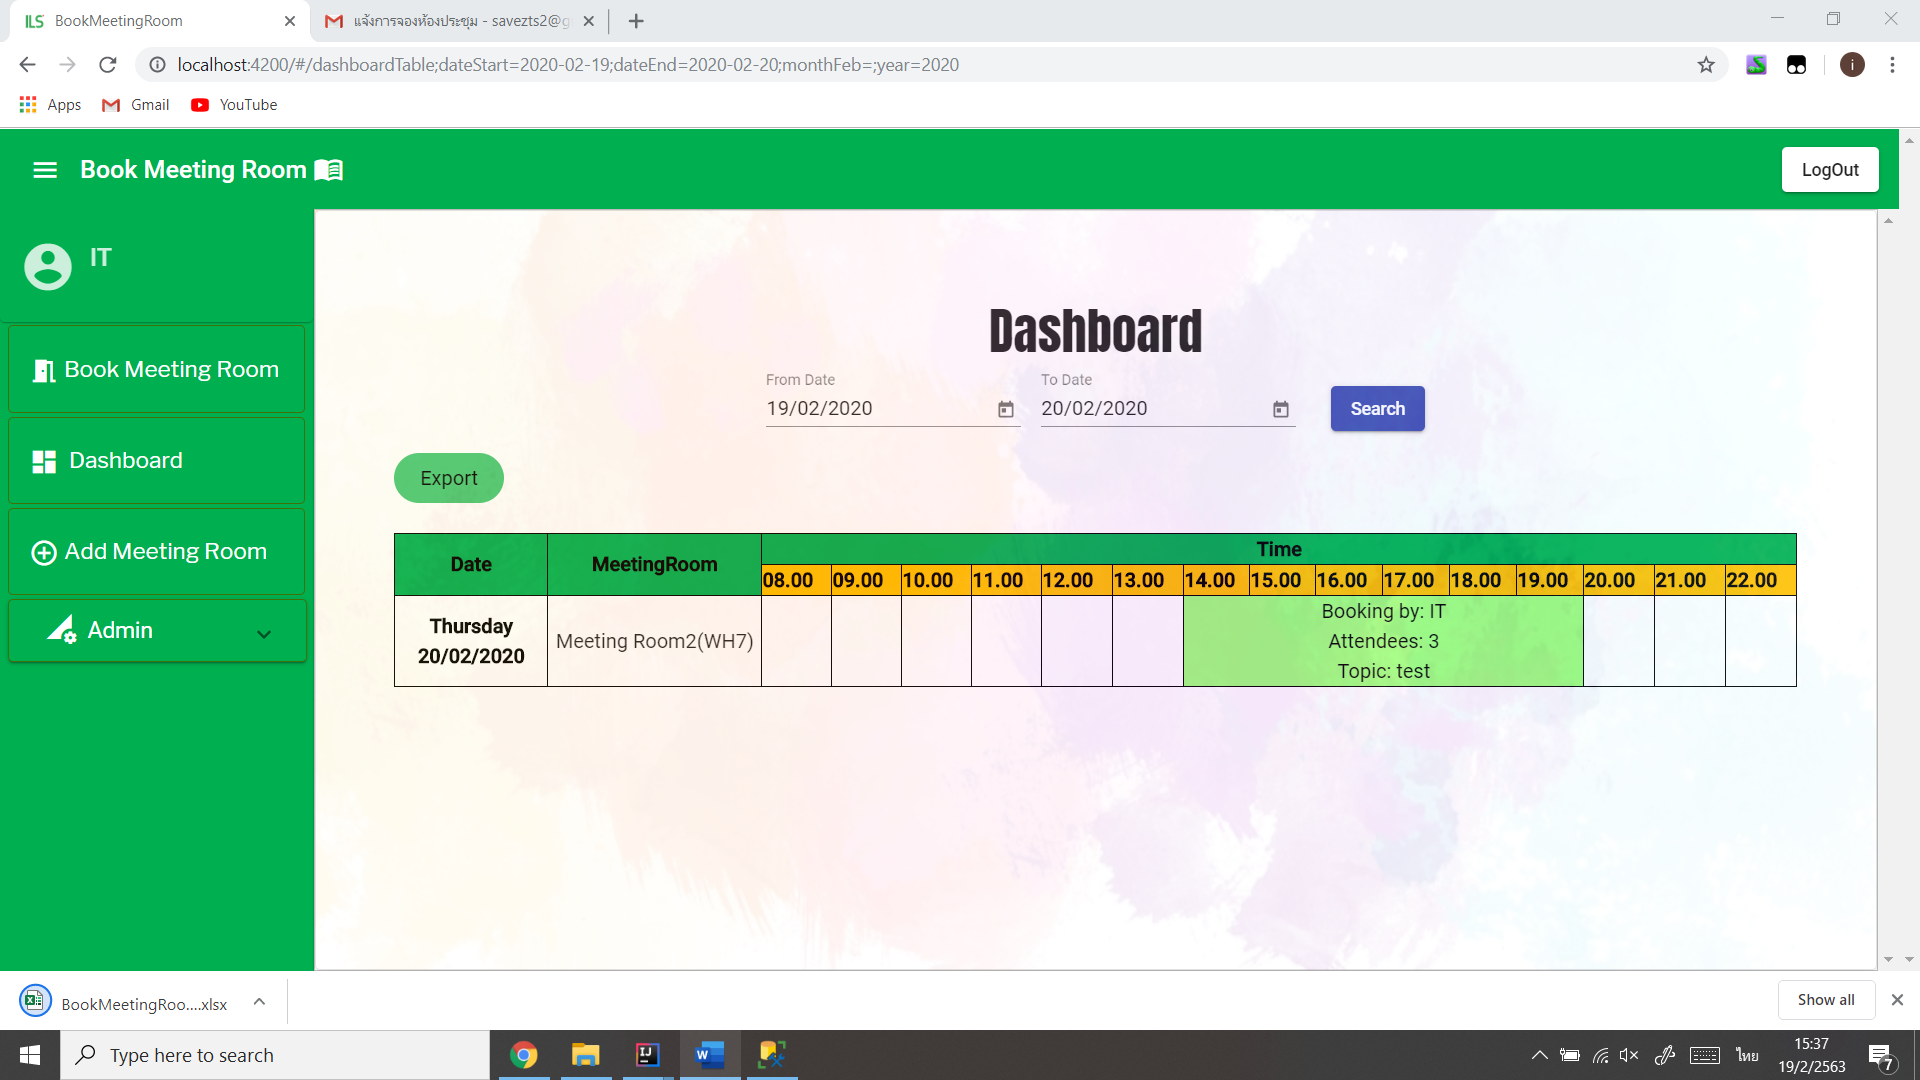 ILS BookMeetingRoom
แจ้งการจองห้องประชุม - savezts2@g
localhost:4200/#/dashboardTable;dateStart=2020-02-19;dateEnd=2020-02-20;monthFeb=;year=2020
i
Apps Gmail YouTube
Book Meeting Room
LogOut
IT
Book Meeting Room
Dashboard
Add Meeting Room
Admin
Dashboard
From Date To Date
19/02/2020 20/02/2020 Search
Export
Date MeetingRoom Time
08.00 09.00 10.00 11.00 12.00 13.00 14.00 15.00 16.00 17.00 18.00 19.00 20.00 21.00 22.00
Thursday
20/02/2020
Meeting Room2(WH7)
Booking by: IT
Attendees: 3
Topic: test
BookMeetingRoo....xlsx
Show all
Type here to search
IJ
W
ไทย
15:37
19/2/2563
7